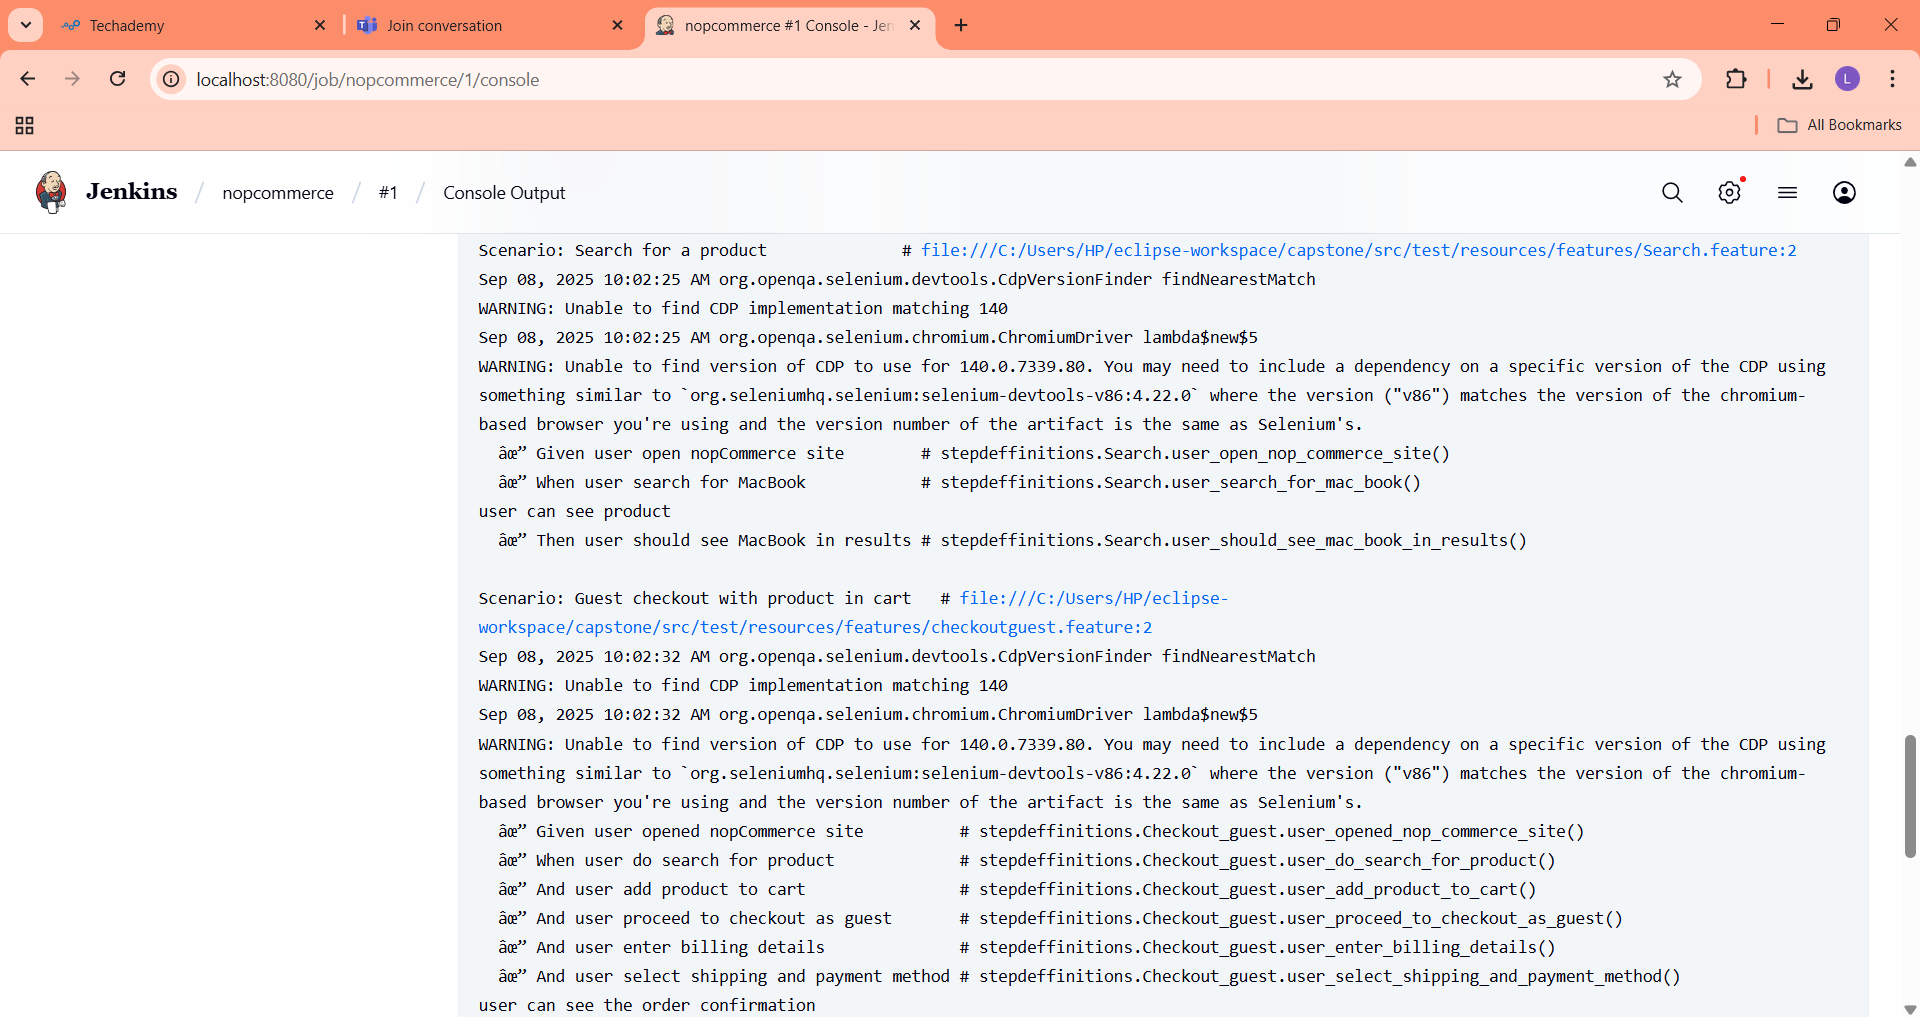 Techademy
Join conversation
nopcommerce #1 Console - Jen
localhost:8080/job/nopcommerce/1/console
L
All Bookmarks
Jenkins / nopcommerce / #1 / Console Output
Scenario: Search for a product # file:///C:/Users/HP/eclipse-workspace/capstone/src/test/resources/features/Search.feature:2
Sep 08, 2025 10:02:25 AM org.openqa.selenium.devtools.CdpVersionFinder findNearestMatch
WARNING: Unable to find CDP implementation matching 140
Sep 08, 2025 10:02:25 AM org.openqa.selenium.chromium.ChromiumDriver lambda$new$5
WARNING: Unable to find version of CDP to use for 140.0.7339.80. You may need to include a dependency on a specific version of the CDP using
something similar to `org.seleniumhq.selenium:selenium-devtools-v86:4.22.0` where the version ("v86") matches the version of the chromium-
based browser you're using and the version number of the artifact is the same as Selenium's.
âœ” Given user open nopCommerce site # stepdeffinitions.Search.user_open_nop_commerce_site()
âœ” When user search for MacBook # stepdeffinitions.Search.user_search_for_mac_book()
user can see product
âœ” Then user should see MacBook in results # stepdeffinitions.Search.user_should_see_mac_book_in_results()
Scenario: Guest checkout with product in cart # file:///C:/Users/HP/eclipse-
workspace/capstone/src/test/resources/features/checkoutguest.feature:2
Sep 08, 2025 10:02:32 AM org.openqa.selenium.devtools.CdpVersionFinder findNearestMatch
WARNING: Unable to find CDP implementation matching 140
Sep 08, 2025 10:02:32 AM org.openqa.selenium.chromium.ChromiumDriver lambda$new$5
WARNING: Unable to find version of CDP to use for 140.0.7339.80. You may need to include a dependency on a specific version of the CDP using
something similar to `org.seleniumhq.selenium:selenium-devtools-v86:4.22.0` where the version ("v86") matches the version of the chromium-
based browser you're using and the version number of the artifact is the same as Selenium's.
âœ” Given user opened nopCommerce site # stepdeffinitions.Checkout_guest.user_opened_nop_commerce_site()
âœ” When user do search for product # stepdeffinitions.Checkout_guest.user_do_search_for_product()
âœ” And user add product to cart # stepdeffinitions.Checkout_guest.user_add_product_to_cart()
âœ” And user proceed to checkout as guest # stepdeffinitions.Checkout_guest.user_proceed_to_checkout_as_guest()
âœ” And user enter billing details # stepdeffinitions.Checkout_guest.user_enter_billing_details()
âœ” And user select shipping and payment method # stepdeffinitions.Checkout_guest.user_select_shipping_and_payment_method()
user can see the order confirmation